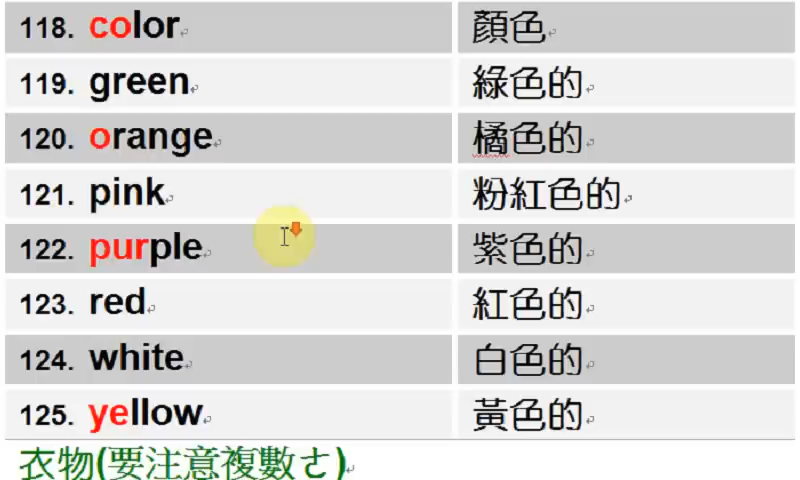 118. color 顏色
119. green 綠色的
120. orange 橘色的
121. pink 粉紅色的
122. purple 紫色的
123. red 紅色的
124. white 白色的
125. yellow 黃色的
衣物(要注意複數ㄜ)